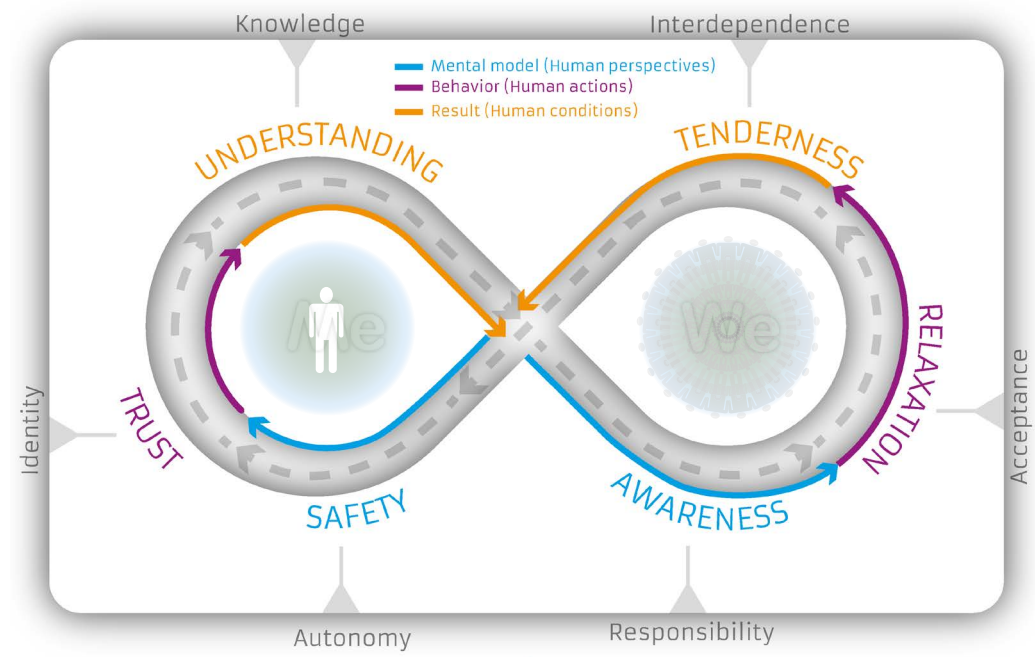 Knowledge
Interdependence
Mental model (Human perspectives)
Behavior (Human actions)
Result (Human conditions)
UNDERSTANDING
TENDERNESS
Me
We
TRUST
RELAXATION
Identity
Acceptance
SAFETY
AWARENESS
Autonomy
Responsibility